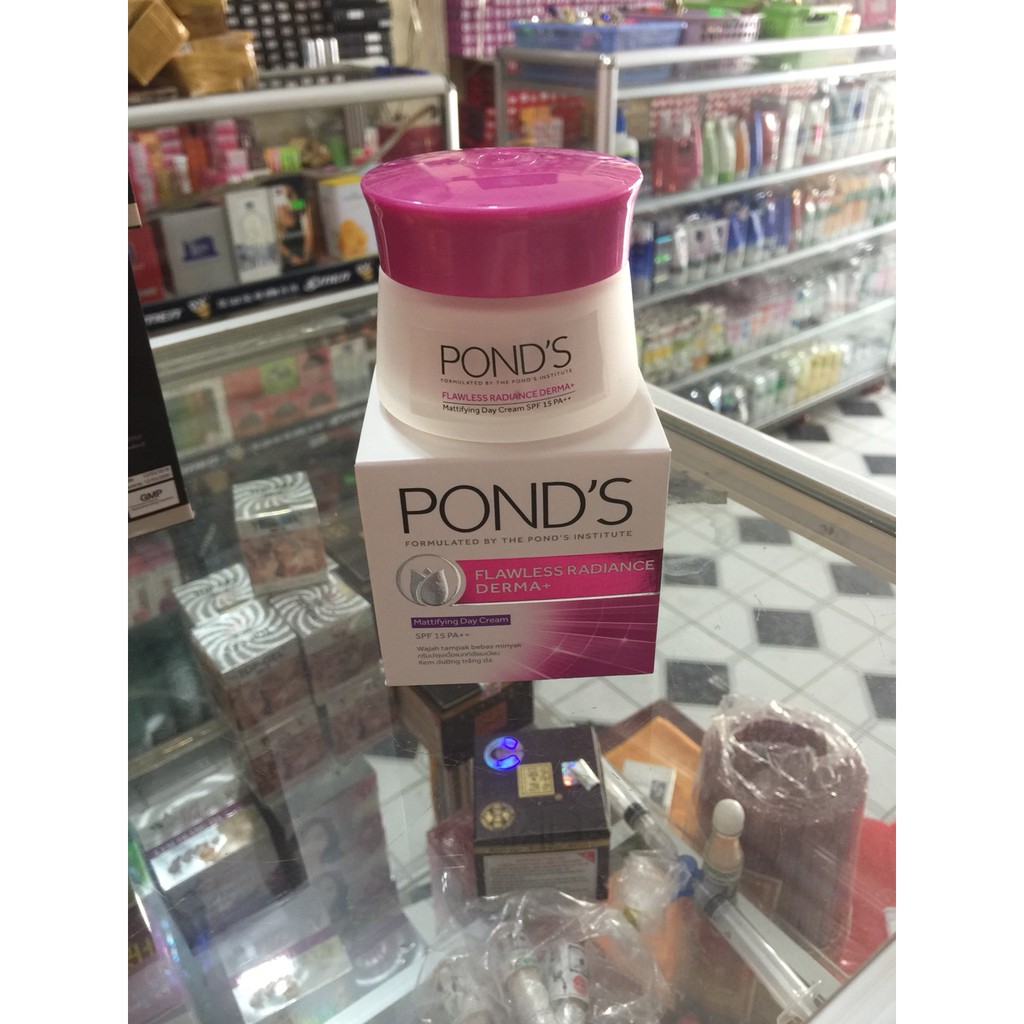 POND'S
FORMULATED BY THE POND'S INSTITUTE
FLAWLESS RADIANCE DERMA+
Mattifying Day Cream SPF 15 PA++
POND'S
FORMULATED BY THE POND'S INSTITUTE
FLAWLESS RADIANCE
DERMA+
Mattifying Day Cream
SPF 15 PA++
Wajah tampak bebas minyak
Kem dưỡng trắng da
GMP